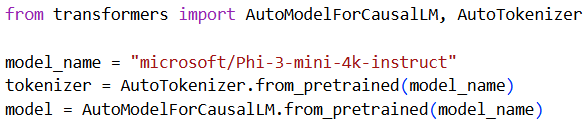 from transformers import AutoModelForCausalLM, AutoTokenizer
model_name = "microsoft/Phi-3-mini-4k-instruct"
tokenizer = AutoTokenizer.from_pretrained(model_name)
model = AutoModelForCausalLM.from_pretrained(model_name)